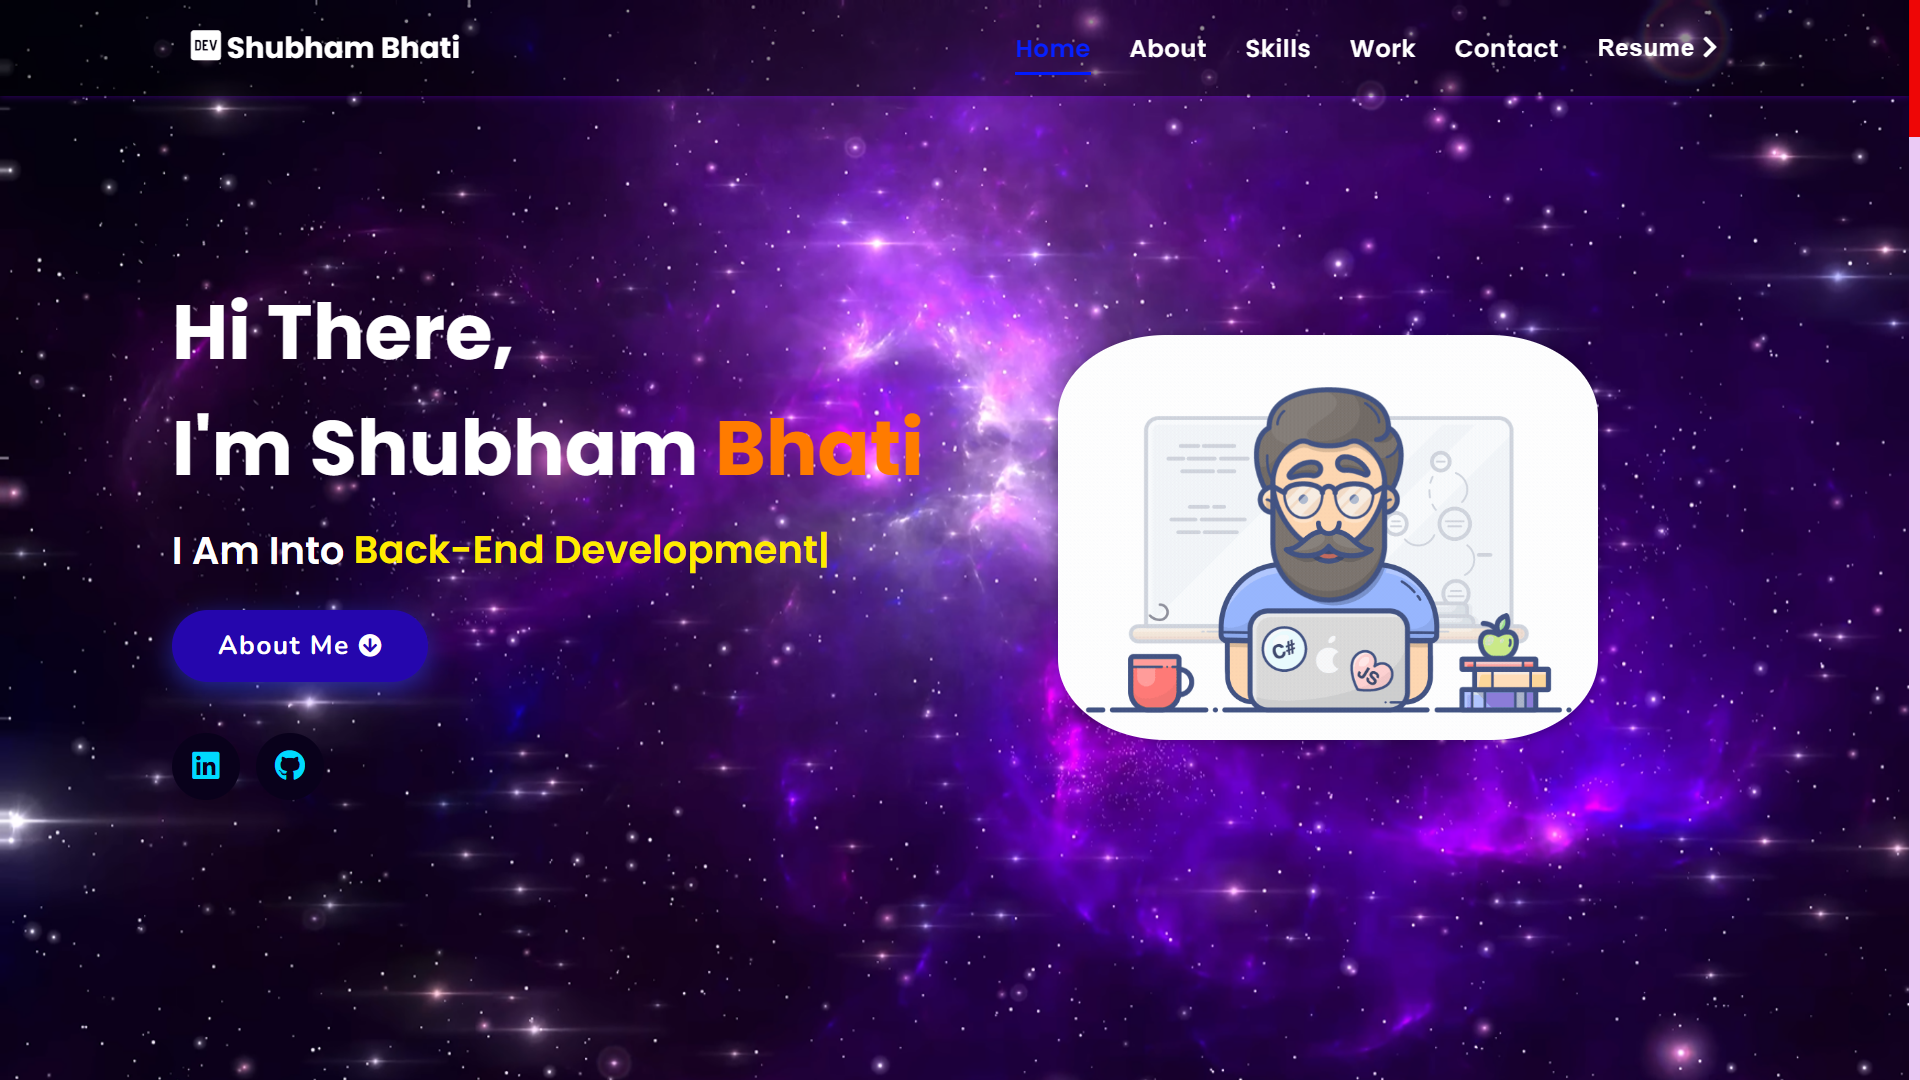 DEV Shubham Bhati
Home About Skills Work Contact Resume
Hi There,
I'm Shubham Bhati
I Am Into Back-End Development|
About Me
in
C#
JS